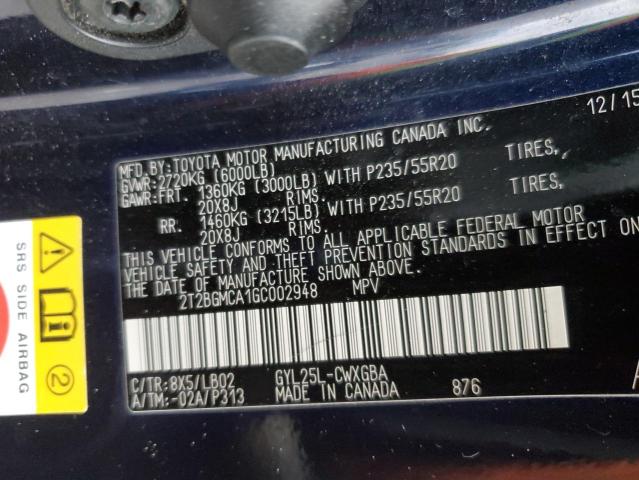 12/15
MFD.BY:TOYOTA MOTOR MANUFACTURING CANADA INC.
GVWR:2720KG (6000LB)
GAWR:FRT. 1360KG (3000LB) WITH P235/55R20 TIRES,
20X8J RIMS.
RR. 1460KG (3215LB) WITH P235/55R20 TIRES,
20X8J RIMS.
THIS VEHICLE CONFORMS TO ALL APPLICABLE FEDERAL MOTOR
VEHICLE SAFETY AND THEFT PREVENTION STANDARDS IN EFFECT ON
THE DATE OF MANUFACTURE SHOWN ABOVE.
2T2BGMCA1GC002948 MPV
C/TR:8X5/LB02 GYL25L-CWXGBA
A/TM:-02A/P313 MADE IN CANADA 876
SRS SIDE AIRBAG
2